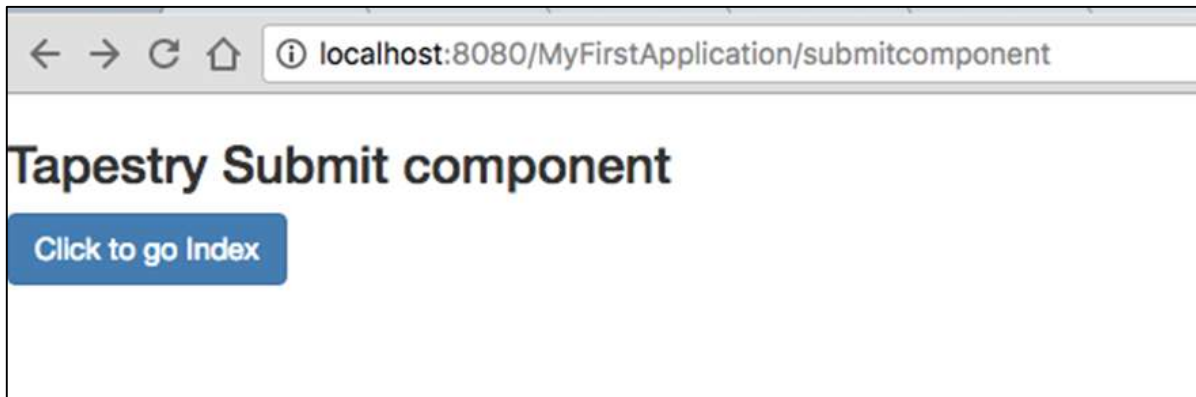 localhost:8080/MyFirstApplication/submitcomponent
Tapestry Submit component
Click to go Index